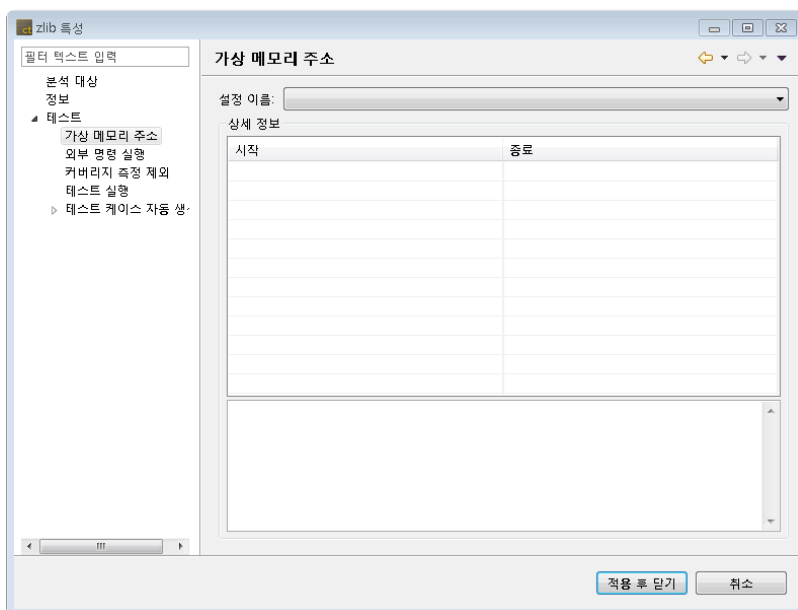 zlib 특성
필터 텍스트 입력
분석 대상
정보
테스트
가상 메모리 주소
외부 명령 실행
커버리지 측정 제외
테스트 실행
테스트 케이스 자동 생
가상 메모리 주소
설정 이름:
상세 정보
시작 종료
적용 후 닫기 취소